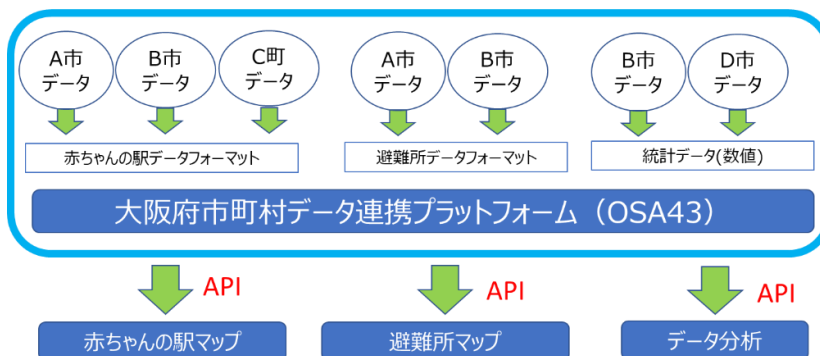 A市
データ
B市
データ
C町
データ
A市
データ
B市
データ
B市
データ
D市
データ
赤ちゃんの駅データフォーマット
避難所データフォーマット
統計データ(数値)
大阪府市町村データ連携プラットフォーム（OSA43）
API
API
API
赤ちゃんの駅マップ
避難所マップ
データ分析